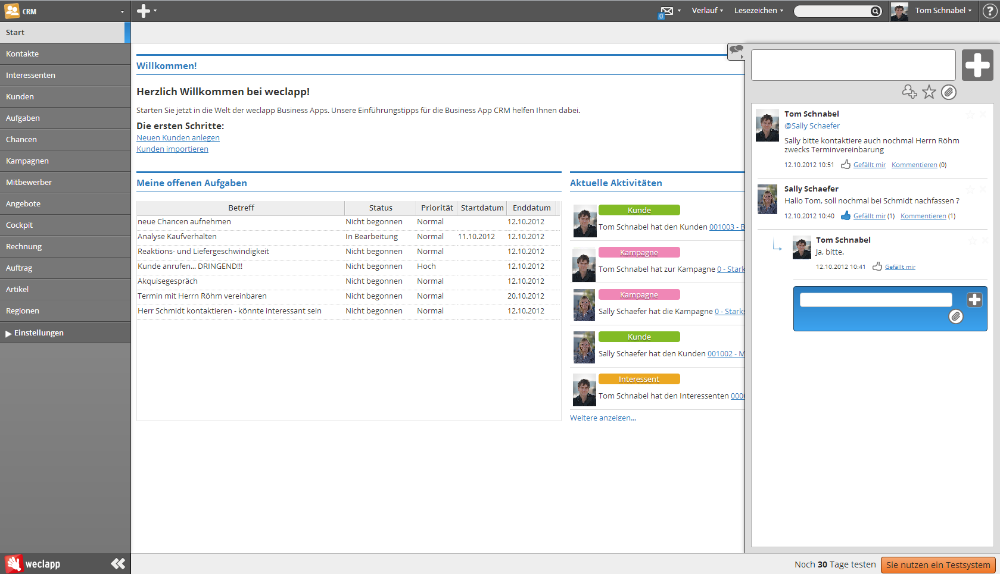 CRM
0
Verlauf
Lesezeichen
Tom Schnabel
?
Start
Kontakte
Interessenten
Kunden
Aufgaben
Chancen
Kampagnen
Mitbewerber
Angebote
Cockpit
Rechnung
Auftrag
Artikel
Regionen
Einstellungen
weclapp
Willkommen!
Herzlich Willkommen bei weclapp!
Starten Sie jetzt in die Welt der weclapp Business Apps. Unsere Einführungstipps für die Business App CRM helfen Ihnen dabei.
Die ersten Schritte:
Neuen Kunden anlegen
Kunden importieren
Meine offenen Aufgaben
Betreff Status Priorität Startdatum Enddatum
neue Chancen aufnehmen Nicht begonnen Normal 12.10.2012
Analyse Kaufverhalten In Bearbeitung Normal 11.10.2012 12.10.2012
Reaktions- und Liefergeschwindigkeit Nicht begonnen Normal 12.10.2012
Kunde anrufen... DRINGEND!!! Nicht begonnen Hoch 12.10.2012
Akquisegespräch Nicht begonnen Normal 12.10.2012
Termin mit Herrn Röhm vereinbaren Nicht begonnen Normal 20.10.2012
Herr Schmidt kontaktieren - könnte interessant sein Nicht begonnen Normal 12.10.2012
Aktuelle Aktivitäten
Kunde
Tom Schnabel hat den Kunden 001003 - B
Kampagne
Tom Schnabel hat zur Kampagne 0 - Stark
Kampagne
Sally Schaefer hat die Kampagne 0 - Starks
Kunde
Sally Schaefer hat den Kunden 001002 - M
Interessent
Tom Schnabel hat den Interessenten 000
Weitere anzeigen...
Tom Schnabel
@Sally Schaefer
Sally bitte kontaktiere auch nochmal Herrn Röhm
zwecks Terminvereinbarung
12.10.2012 10:51 Gefällt mir Kommentieren (0)
Sally Schaefer
Hallo Tom, soll nochmal bei Schmidt nachfassen ?
12.10.2012 10:40 Gefällt mir (1) Kommentieren (1)
Tom Schnabel
Ja, bitte.
12.10.2012 10:41 Gefällt mir
Noch 30 Tage testen
Sie nutzen ein Testsystem